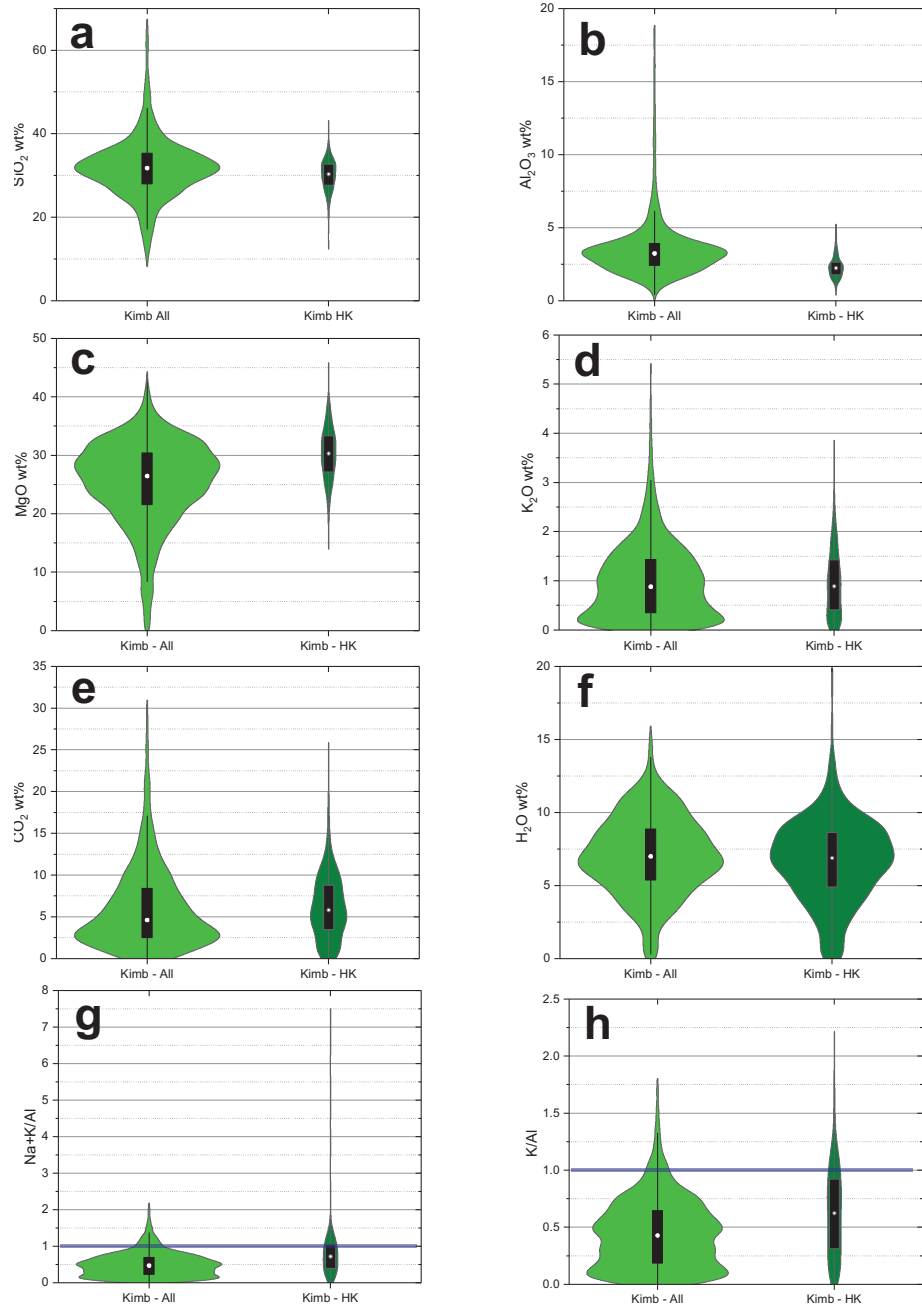 a
SiO₂ wt%
60
40
20
0
Kimb All
Kimb HK
b
Al₂O₃ wt%
20
15
10
5
0
Kimb - All
Kimb - HK
c
MgO wt%
50
40
30
20
10
0
Kimb - All
Kimb - HK
d
K₂O wt%
6
5
4
3
2
1
0
Kimb - All
Kimb - HK
e
CO₂ wt%
35
30
25
20
15
10
5
0
Kimb - All
Kimb - HK
f
H₂O wt%
20
15
10
5
0
Kimb - All
Kimb - HK
g
Na+K/Al
8
7
6
5
4
3
2
1
0
Kimb - All
Kimb - HK
h
K/Al
2.5
2.0
1.5
1.0
0.5
0.0
Kimb - All
Kimb - HK